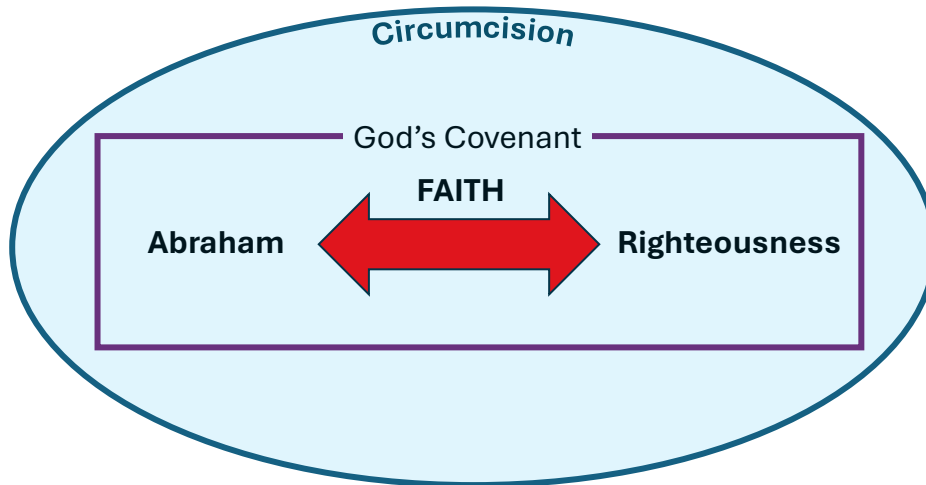 Circumcision
God's Covenant
FAITH
Abraham
Righteousness